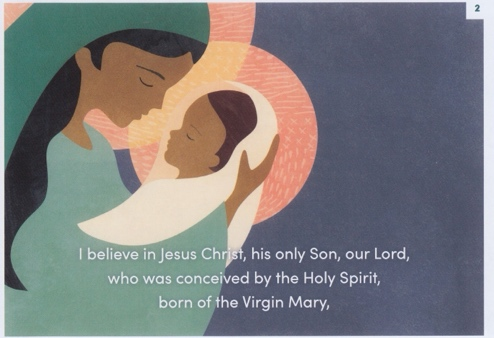 2
I believe in Jesus Christ, his only Son, our Lord,
who was conceived by the Holy Spirit,
born of the Virgin Mary,